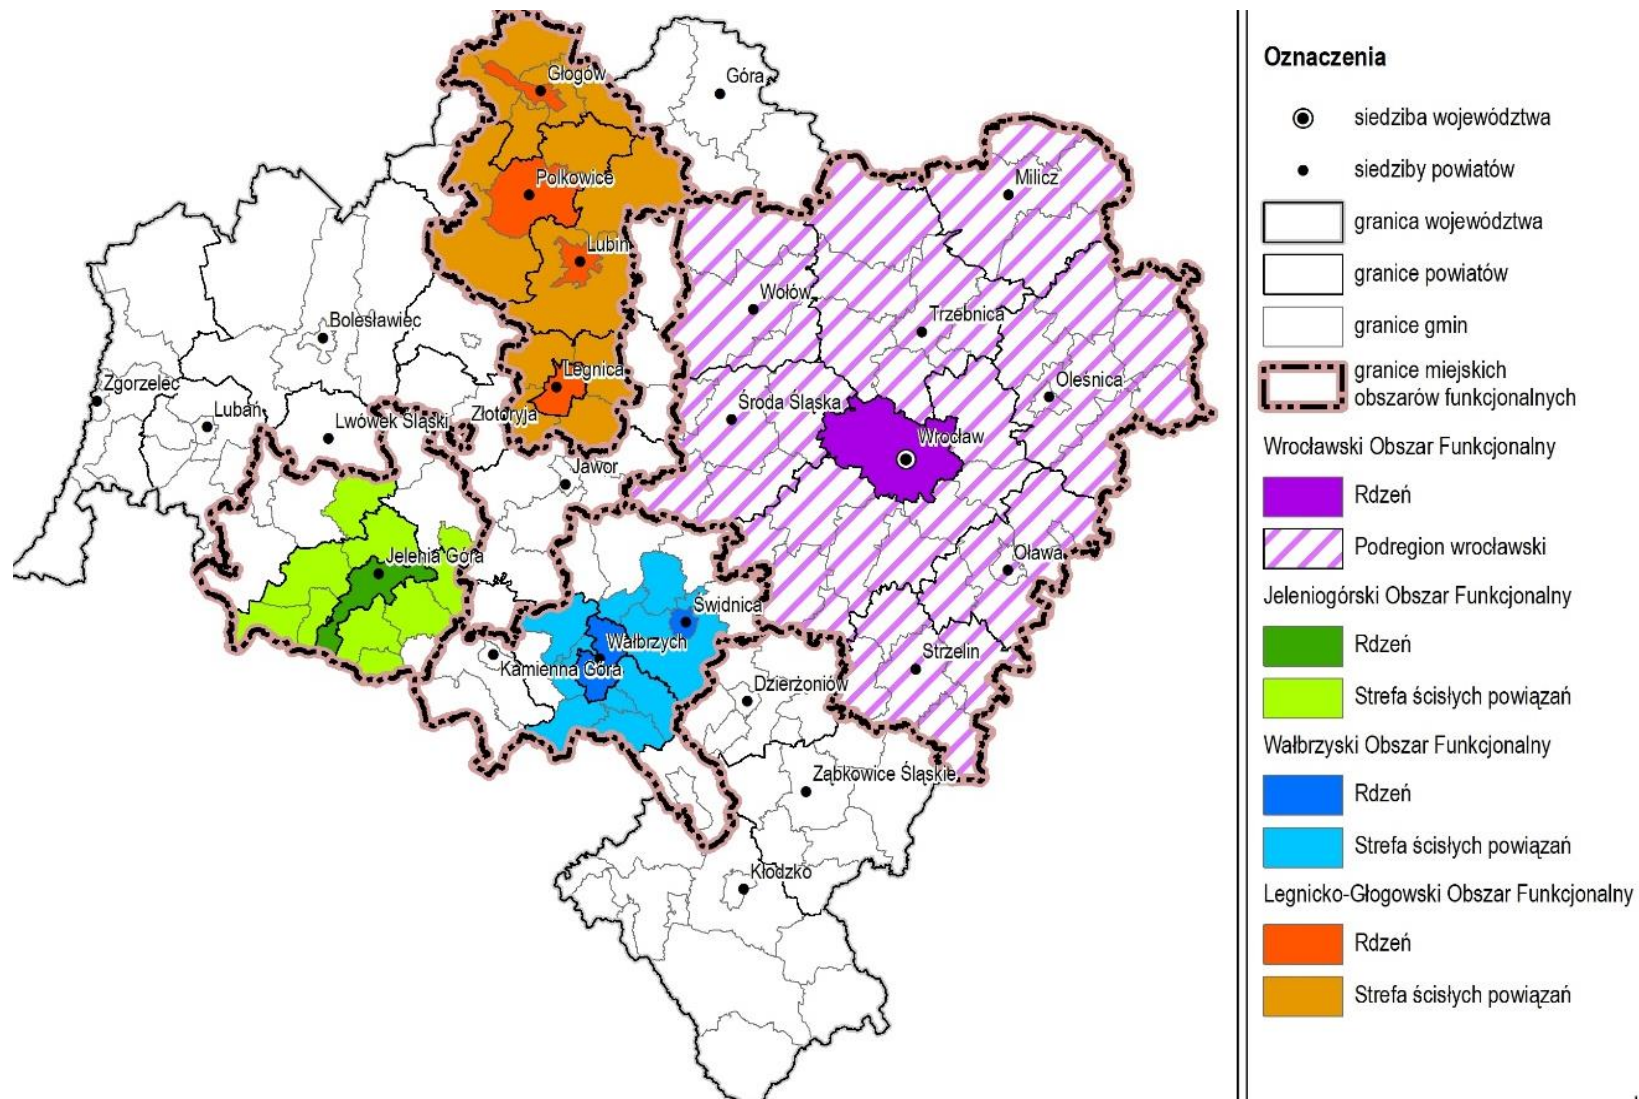 Głogów
Góra
Polkowice
Milicz
Lubin
Wołów
Trzebnica
Bolesławiec
Legnica
Oleśnica
Zgorzelec
Lubań
Lwówek Śląski
Złotoryja
Środa Śląska
Wrocław
Jawor
Jelenia Góra
Oława
Świdnica
Wałbrzych
Kamienna Góra
Strzelin
Dzierżoniów
Ząbkowice Śląskie
Kłodzko
Oznaczenia
siedziba województwa
siedziby powiatów
granica województwa
granice powiatów
granice gmin
granice miejskich
obszarów funkcjonalnych
Wrocławski Obszar Funkcjonalny
Rdzeń
Podregion wrocławski
Jeleniogórski Obszar Funkcjonalny
Rdzeń
Strefa ścisłych powiązań
Wałbrzyski Obszar Funkcjonalny
Rdzeń
Strefa ścisłych powiązań
Legnicko-Głogowski Obszar Funkcjonalny
Rdzeń
Strefa ścisłych powiązań